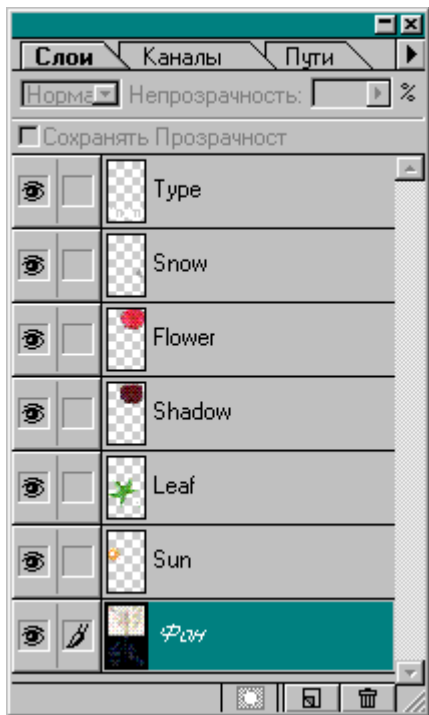 Слои Каналы Пути
Норма Непрозрачность: %
Сохранять Прозрачност
Type
Snow
Flower
Shadow
Leaf
Sun
Фон